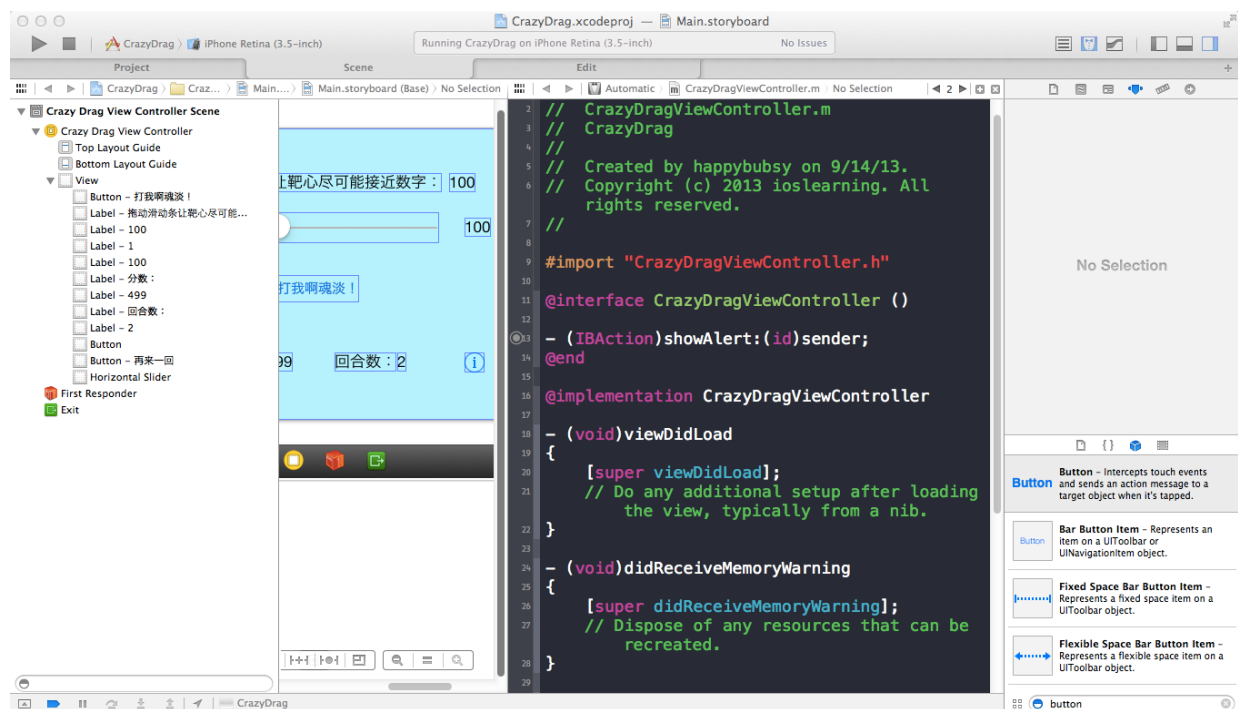 CrazyDrag.xcodeproj — Main.storyboard
CrazyDrag 〉 iPhone Retina (3.5-inch)
Running CrazyDrag on iPhone Retina (3.5-inch) No Issues
Project Scene Edit
CrazyDrag 〉 Craz... 〉 Main....〉 Main.storyboard (Base) 〉 No Selection
Automatic 〉 CrazyDragViewController.m 〉 No Selection 2
Crazy Drag View Controller Scene
Crazy Drag View Controller
Top Layout Guide
Bottom Layout Guide
View
Button – 打我啊魂淡！
Label – 拖动滑动条让靶心尽可能...
Label – 100
Label – 1
Label – 100
Label – 分数：
Label – 499
Label – 回合数：
Label – 2
Button
Button – 再来一回
Horizontal Slider
First Responder
Exit
让靶心尽可能接近数字： 100
100
打我啊魂淡！
99 回合数：2
2 // CrazyDragViewController.m
3 // CrazyDrag
4 //
5 // Created by happybubsy on 9/14/13.
6 // Copyright (c) 2013 ioslearning. All
rights reserved.
7 //
8
9 #import "CrazyDragViewController.h"
10
11 @interface CrazyDragViewController ()
12
13 - (IBAction)showAlert:(id)sender;
14 @end
15
16 @implementation CrazyDragViewController
17
18 - (void)viewDidLoad
19 {
20 [super viewDidLoad];
21 // Do any additional setup after loading
the view, typically from a nib.
22 }
23
24 - (void)didReceiveMemoryWarning
25 {
26 [super didReceiveMemoryWarning];
27 // Dispose of any resources that can be
recreated.
28 }
29
No Selection
Button
Button – Intercepts touch events
and sends an action message to a
target object when it's tapped.
Button
Bar Button Item – Represents an
item on a UIToolbar or
UINavigationItem object.
Fixed Space Bar Button Item –
Represents a fixed space item on a
UIToolbar object.
Flexible Space Bar Button Item –
Represents a flexible space item on a
UIToolbar object.
CrazyDrag
button